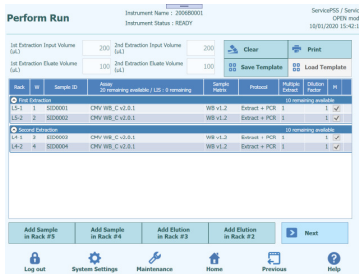 Perform Run
Instrument Name : 2006B0001
Instrument Status : READY
ServicePSS / Servic
OPEN mod
10/01/2020 15:42:1
1st Extraction Input Volume (uL) 200 2nd Extraction Input Volume (uL) 200 Clear Print
1st Extraction Eluate Volume (uL) 100 2nd Extraction Eluate Volume (uL) 100 Save Template Load Template
Rack W Sample ID Assay 20 remaining available / LIS : 0 remaining Sample Matrix Protocol Multiple Extract Dilution Factor
First Extraction 10 remaining available
L5-1 1 SID0001 CMV WB_C v2.0.1 WB v1.2 Extract + PCR 1 1
L5-2 2 SID0002 CMV WB_C v2.0.1 WB v1.2 Extract + PCR 1 1
Second Extraction 10 remaining available
L4-1 3 SID0003 CMV WB_C v2.0.1 WB v1.2 Extract + PCR 1 1
L4-2 4 SID0004 CMV WB_C v2.0.1 WB v1.2 Extract + PCR 1 1
Add Sample in Rack #5 Add Sample in Rack #4 Add Elution in Rack #3 Add Elution in Rack #2 Next
Log out System Settings Maintenance Home Previous Help